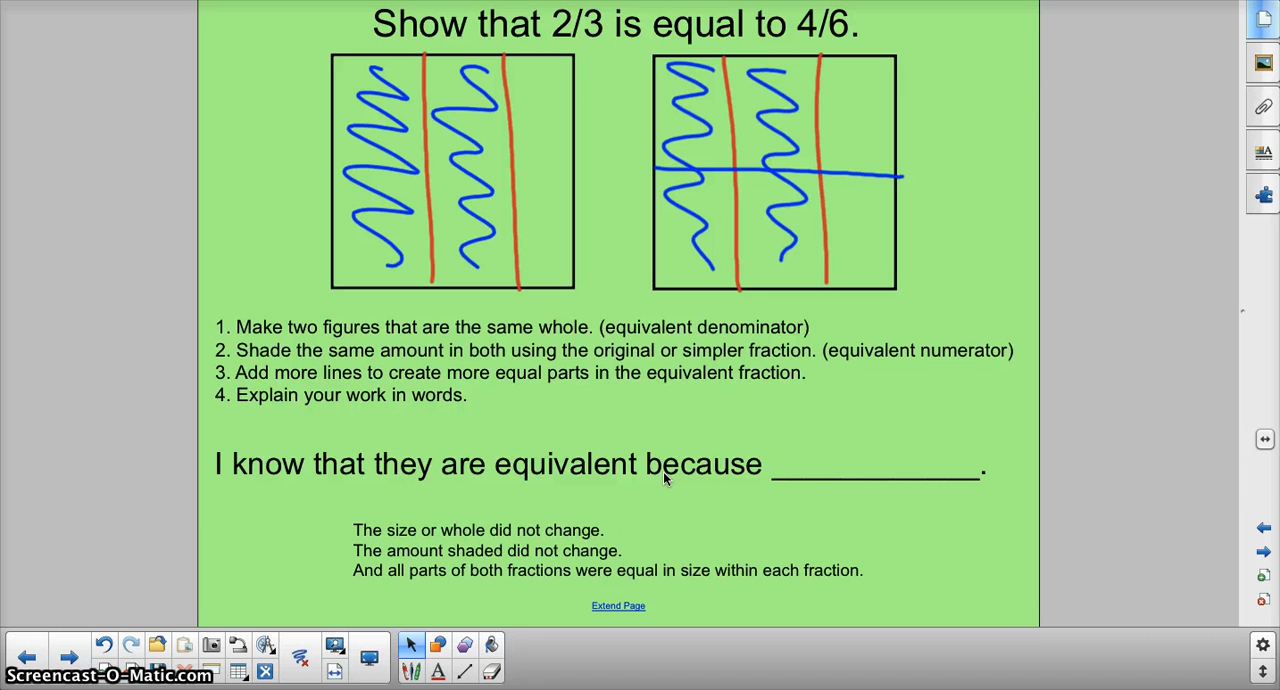 Show that 2/3 is equal to 4/6.
1. Make two figures that are the same whole. (equivalent denominator)
2. Shade the same amount in both using the original or simpler fraction. (equivalent numerator)
3. Add more lines to create more equal parts in the equivalent fraction.
4. Explain your work in words.
I know that they are equivalent because ____________.
The size or whole did not change.
The amount shaded did not change.
And all parts of both fractions were equal in size within each fraction.
Extend Page
Screencast-O-Matic.com